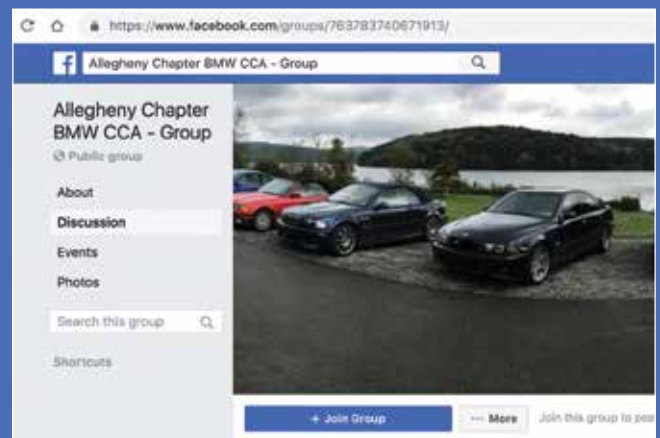 https://www.facebook.com/groups/763783740671913/
f Allegheny Chapter BMW CCA - Group
Allegheny Chapter
BMW CCA - Group
Public group
About
Discussion
Events
Photos
Search this group
Shortcuts
+ Join Group
··· More
Join this group to